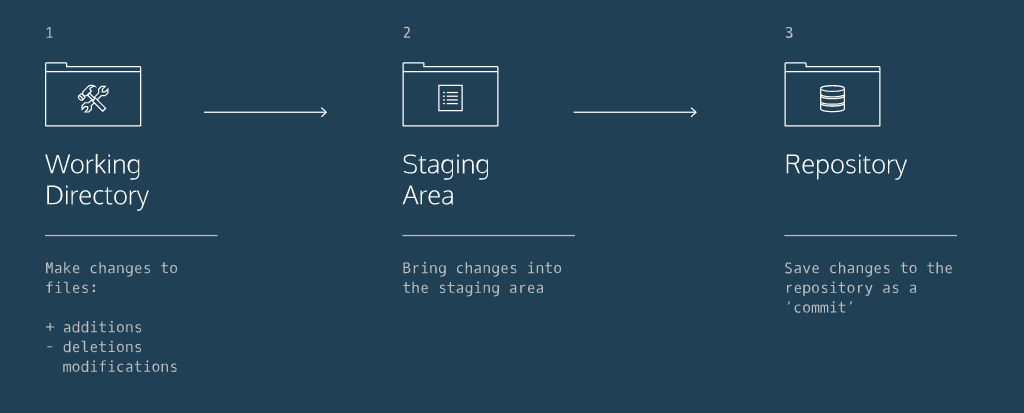 1
Working
Directory
Make changes to
files:
+ additions
- deletions
modifications
2
Staging
Area
Bring changes into
the staging area
3
Repository
Save changes to the
repository as a
‘commit’